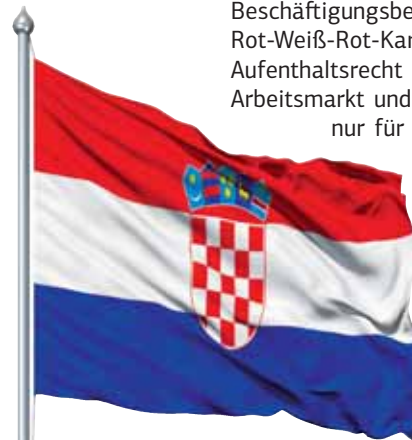 Beschäftigungsbe
Rot-Weiß-Rot-Kar
Aufenthaltsrecht
Arbeitsmarkt und
nur für